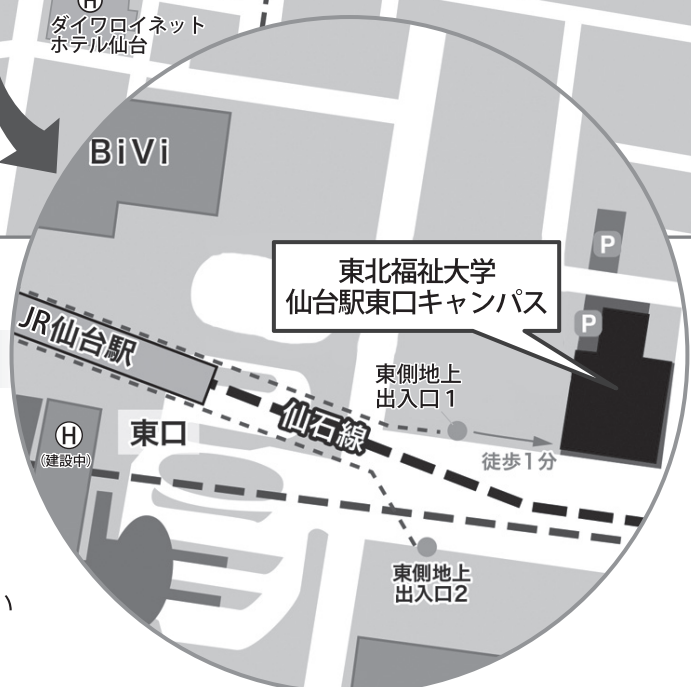 H
ダイワロイネット
ホテル仙台
BiVi
P
東北福祉大学
仙台駅東口キャンパス
P
JR仙台駅
東側地上
出入口1
仙石線
H
(建設中)
東口
徒歩1分
東側地上
出入口2
い